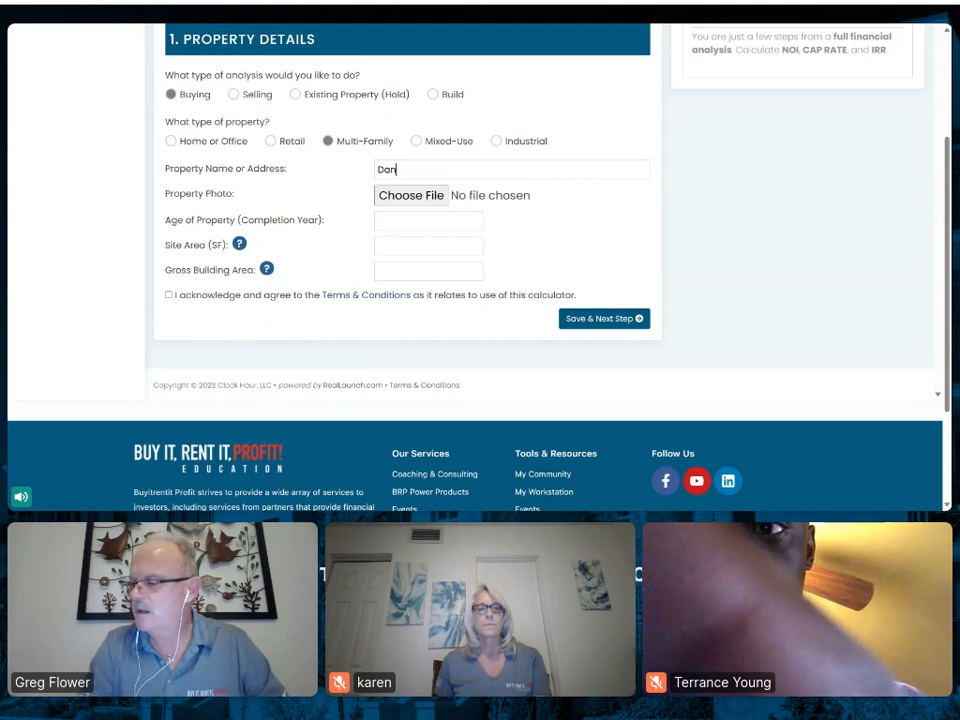 1. PROPERTY DETAILS
You are just a few steps from a full financial
analysis. Calculate NOI, CAP RATE, and IRR
What type of analysis would you like to do?
Buying Selling Existing Property (Hold) Build
What type of property?
Home or Office Retail Multi-Family Mixed-Use Industrial
Property Name or Address: Dan
Property Photo: Choose File No file chosen
Age of Property (Completion Year):
Site Area (SF): ?
Gross Building Area: ?
I acknowledge and agree to the Terms & Conditions as it relates to use of this calculator.
Save & Next Step
Copyright © 2023 Clock Hour, LLC • powered by RealLaunch.com • Terms & Conditions
BUY IT, RENT IT, PROFIT!
EDUCATION
Buyitrentit Profit strives to provide a wide array of services to
investors, including services from partners that provide financial
Our Services
Coaching & Consulting
BRP Power Products
Events
Tools & Resources
My Community
My Workstation
Events
Follow Us
Greg Flower
karen
Terrance Young